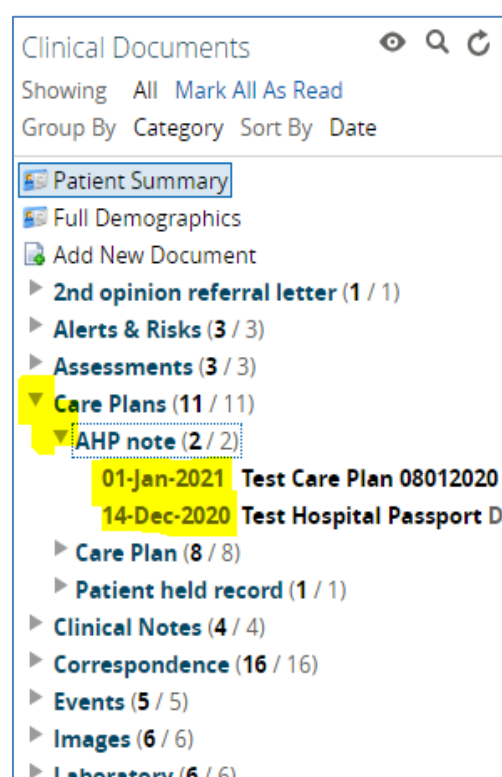 Clinical Documents
Showing All Mark All As Read
Group By Category Sort By Date
Patient Summary
Full Demographics
Add New Document
2nd opinion referral letter (1 / 1)
Alerts & Risks (3 / 3)
Assessments (3 / 3)
Care Plans (11 / 11)
AHP note (2 / 2)
01-Jan-2021 Test Care Plan 08012020
14-Dec-2020 Test Hospital Passport D
Care Plan (8 / 8)
Patient held record (1 / 1)
Clinical Notes (4 / 4)
Correspondence (16 / 16)
Events (5 / 5)
Images (6 / 6)
Laboratory (6 / 6)